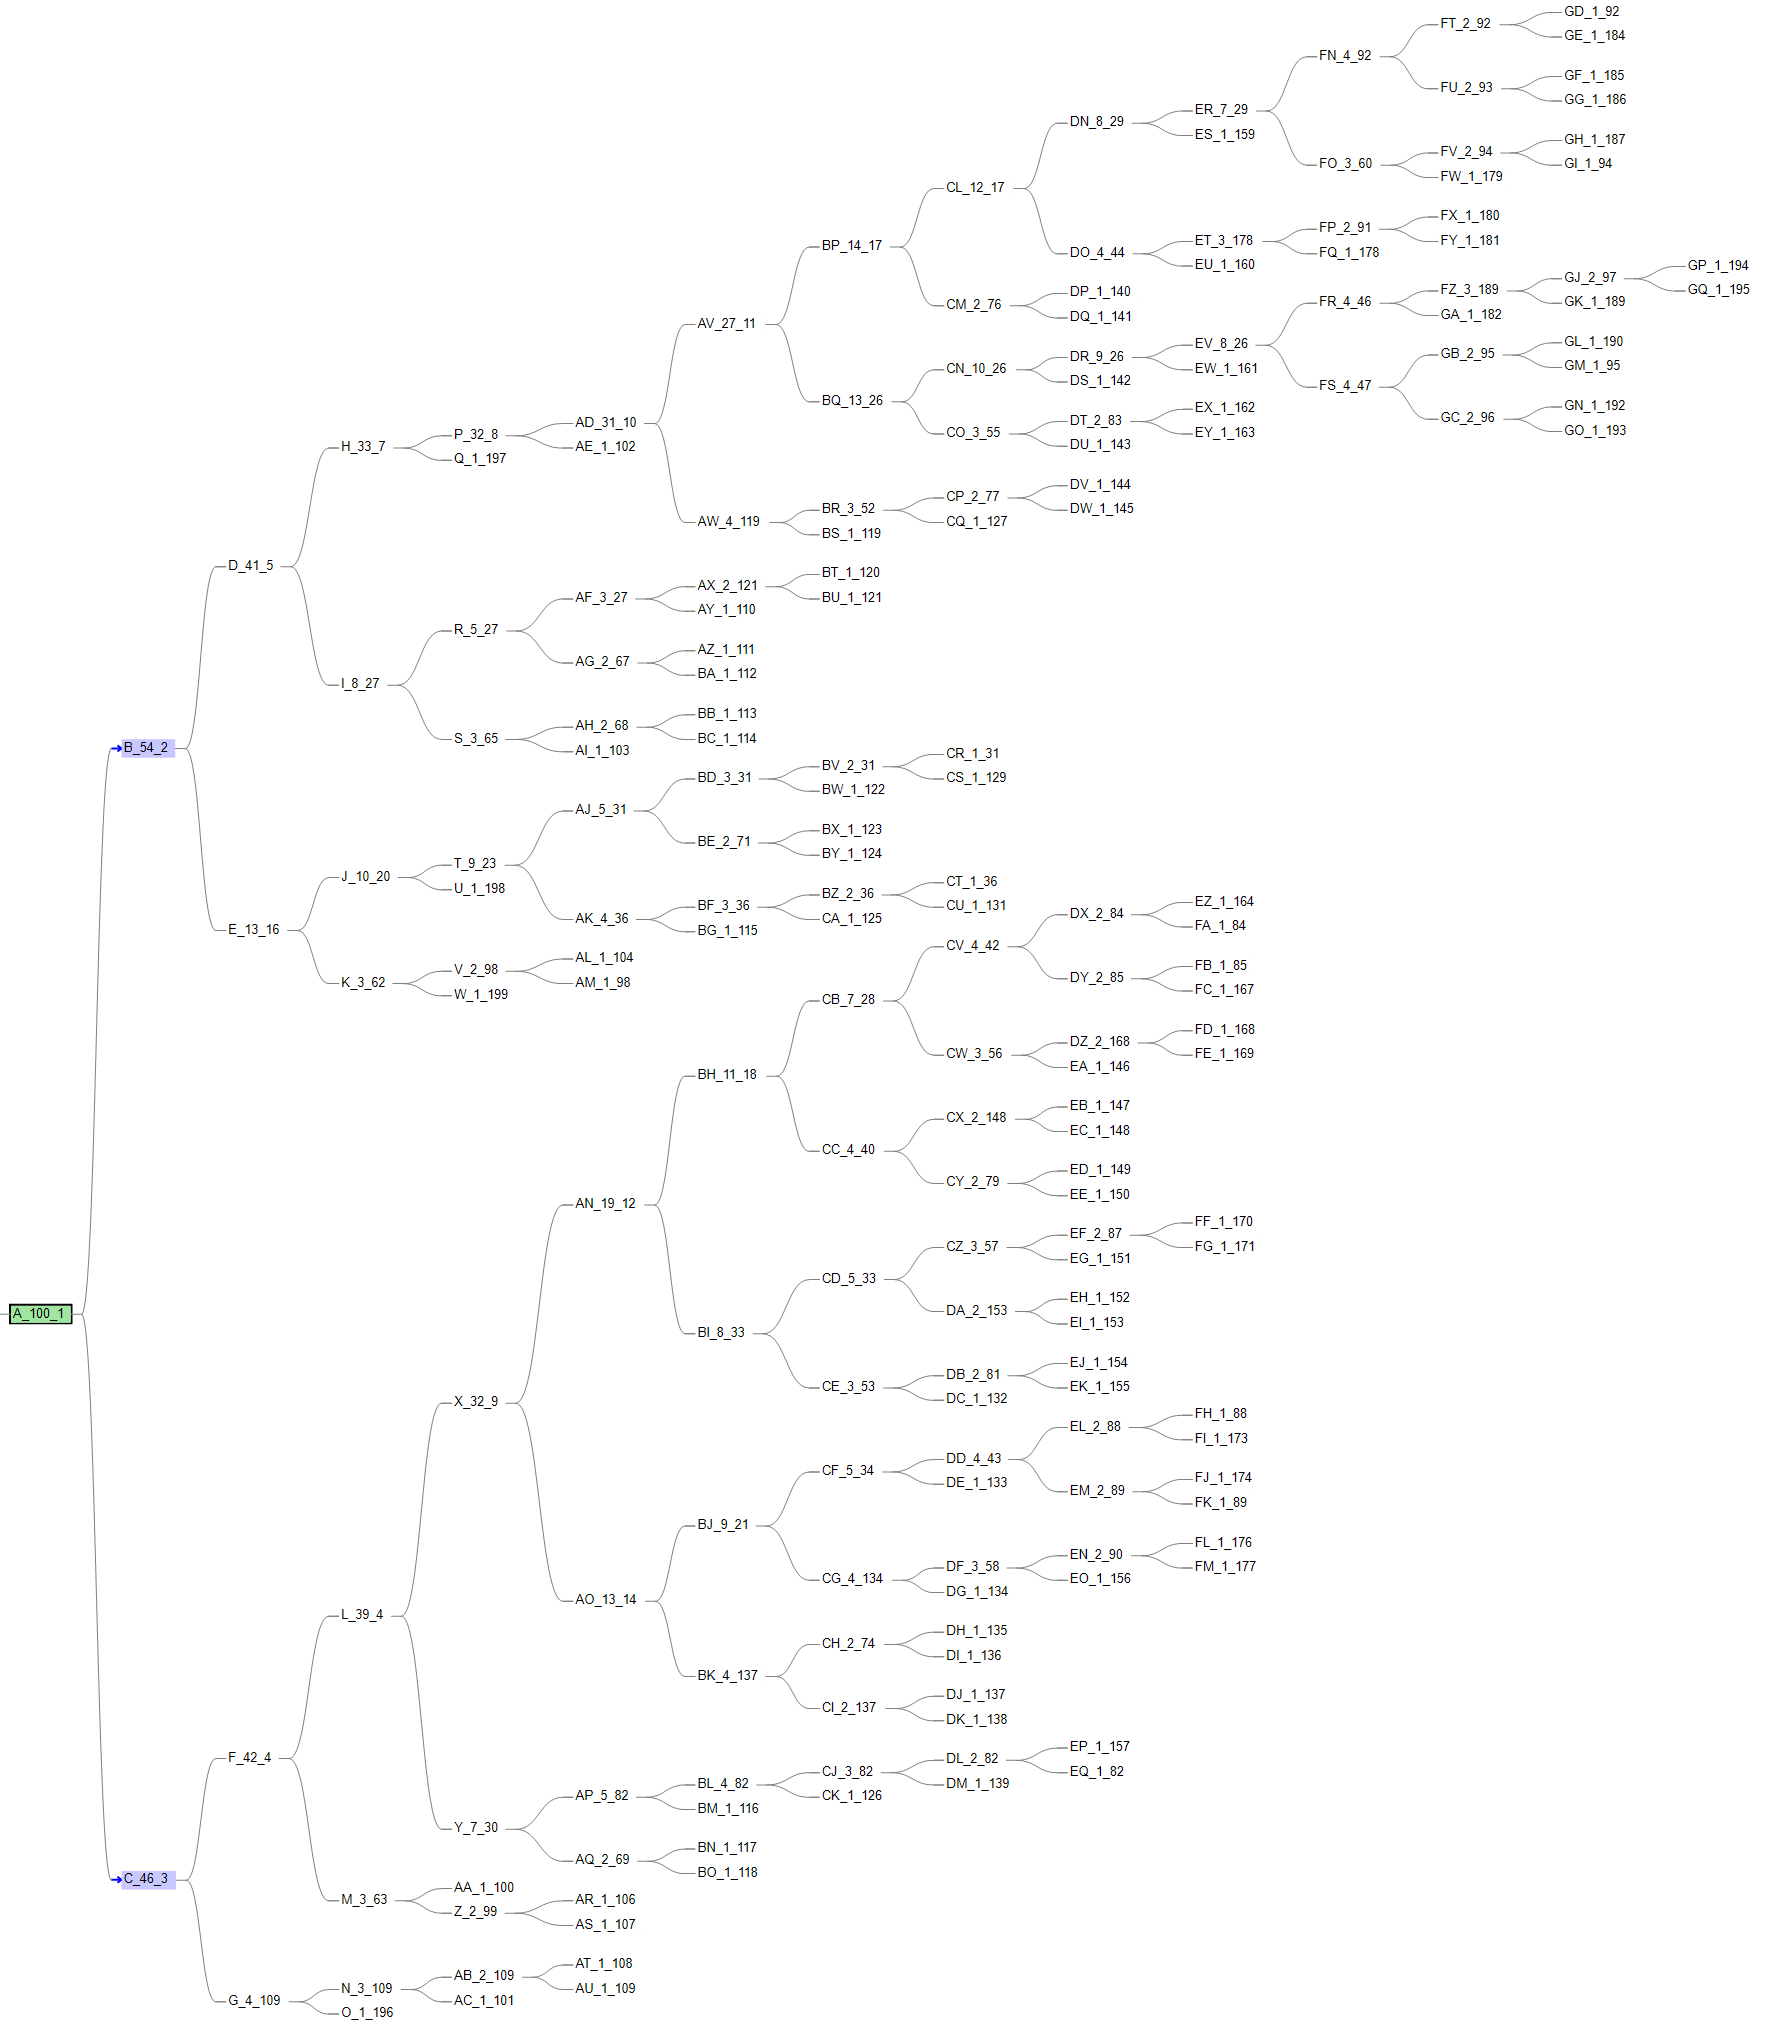 GD_1_92
FT_2_92
GE_1_184
FN_4_92
GF_1_185
FU_2_93
GG_1_186
ER_7_29
DN_8_29
ES_1_159
GH_1_187
FV_2_94
GI_1_94
FO_3_60
FW_1_179
CL_12_17
FX_1_180
FP_2_91
FY_1_181
ET_3_178
FQ_1_178
DO_4_44
EU_1_160
BP_14_17
GP_1_194
GJ_2_97
GQ_1_195
FZ_3_189
GK_1_189
FR_4_46
GA_1_182
DP_1_140
CM_2_76
DQ_1_141
AV_27_11
GL_1_190
EV_8_26
GB_2_95
GM_1_95
DR_9_26
EW_1_161
CN_10_26
DS_1_142
FS_4_47
BQ_13_26
GN_1_192
EX_1_162
GC_2_96
GO_1_193
DT_2_83
EY_1_163
CO_3_55
DU_1_143
AD_31_10
P_32_8
AE_1_102
H_33_7
Q_1_197
DV_1_144
CP_2_77
DW_1_145
BR_3_52
CQ_1_127
AW_4_119
BS_1_119
D_41_5
BT_1_120
AX_2_121
BU_1_121
AF_3_27
AY_1_110
R_5_27
AZ_1_111
AG_2_67
BA_1_112
I_8_27
BB_1_113
AH_2_68
BC_1_114
S_3_65
AI_1_103
B_54_2
CR_1_31
BV_2_31
CS_1_129
BD_3_31
BW_1_122
AJ_5_31
BX_1_123
BE_2_71
BY_1_124
T_9_23
J_10_20
U_1_198
CT_1_36
BZ_2_36
CU_1_131
BF_3_36
CA_1_125
AK_4_36
BG_1_115
E_13_16
EZ_1_164
DX_2_84
FA_1_84
CV_4_42
AL_1_104
V_2_98
AM_1_98
K_3_62
W_1_199
FB_1_85
DY_2_85
FC_1_167
CB_7_28
FD_1_168
DZ_2_168
FE_1_169
CW_3_56
EA_1_146
BH_11_18
EB_1_147
CX_2_148
EC_1_148
CC_4_40
ED_1_149
CY_2_79
EE_1_150
AN_19_12
FF_1_170
EF_2_87
FG_1_171
CZ_3_57
EG_1_151
CD_5_33
EH_1_152
DA_2_153
EI_1_153
A_100_1
BI_8_33
EJ_1_154
DB_2_81
EK_1_155
CE_3_53
DC_1_132
X_32_9
FH_1_88
EL_2_88
FI_1_173
DD_4_43
CF_5_34
DE_1_133
FJ_1_174
EM_2_89
FK_1_89
BJ_9_21
FL_1_176
EN_2_90
FM_1_177
DF_3_58
EO_1_156
CG_4_134
DG_1_134
AO_13_14
L_39_4
DH_1_135
CH_2_74
DI_1_136
BK_4_137
DJ_1_137
CI_2_137
DK_1_138
F_42_4
EP_1_157
DL_2_82
EQ_1_82
CJ_3_82
DM_1_139
BL_4_82
CK_1_126
AP_5_82
BM_1_116
Y_7_30
BN_1_117
AQ_2_69
BO_1_118
C_46_3
AA_1_100
M_3_63
AR_1_106
Z_2_99
AS_1_107
AT_1_108
AB_2_109
AU_1_109
N_3_109
AC_1_101
G_4_109
O_1_196